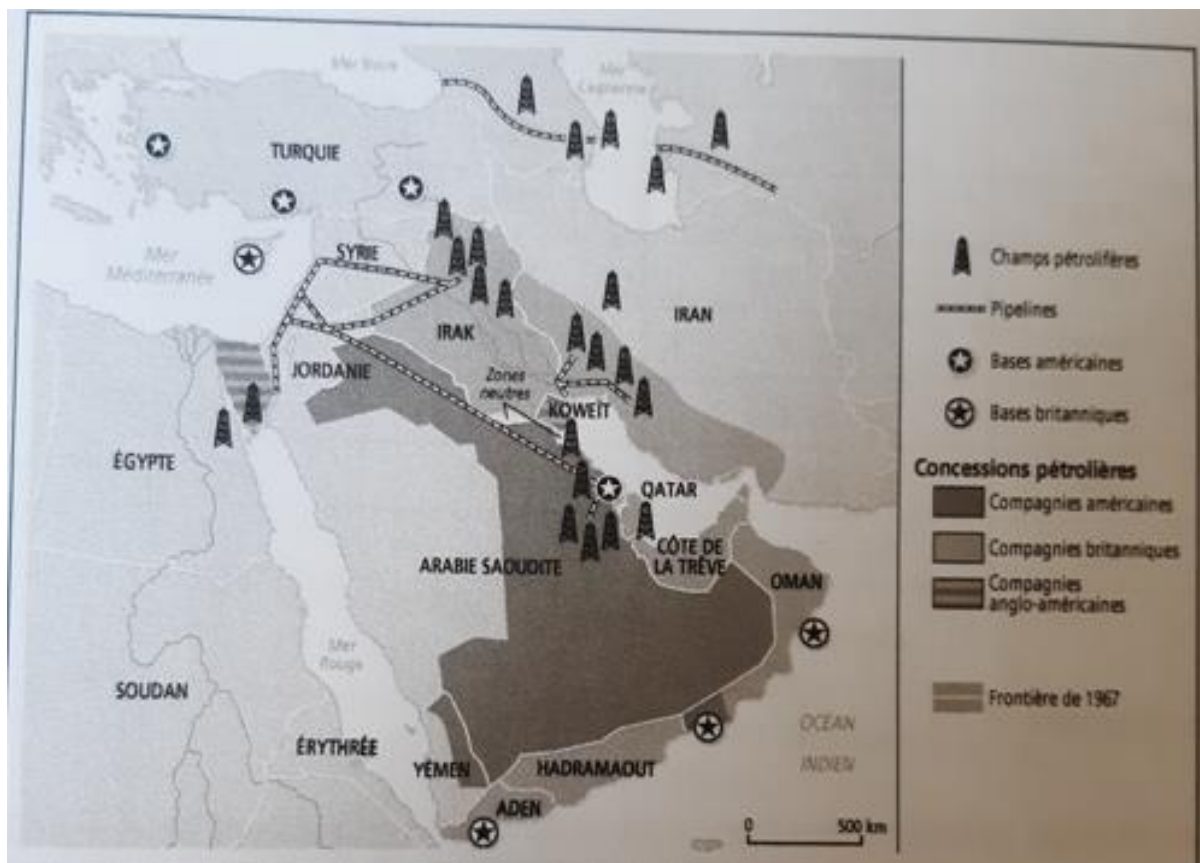 Mer Noire
Mer
Caspienne
TURQUIE
Mer
Méditerranée
SYRIE
IRAK
IRAN
JORDANIE
Zones
neutres
KOWEÏT
ÉGYPTE
QATAR
ARABIE SAOUDITE
CÔTE DE
LA TRÊVE
OMAN
Mer
Rouge
SOUDAN
ÉRYTHRÉE
YÉMEN
HADRAMAOUT
ADEN
OCÉAN
INDIEN
0 500 km
Champs pétrolifères
Pipelines
Bases américaines
Bases britanniques
Concessions pétrolières
Compagnies américaines
Compagnies britanniques
Compagnies
anglo-américaines
Frontière de 1967